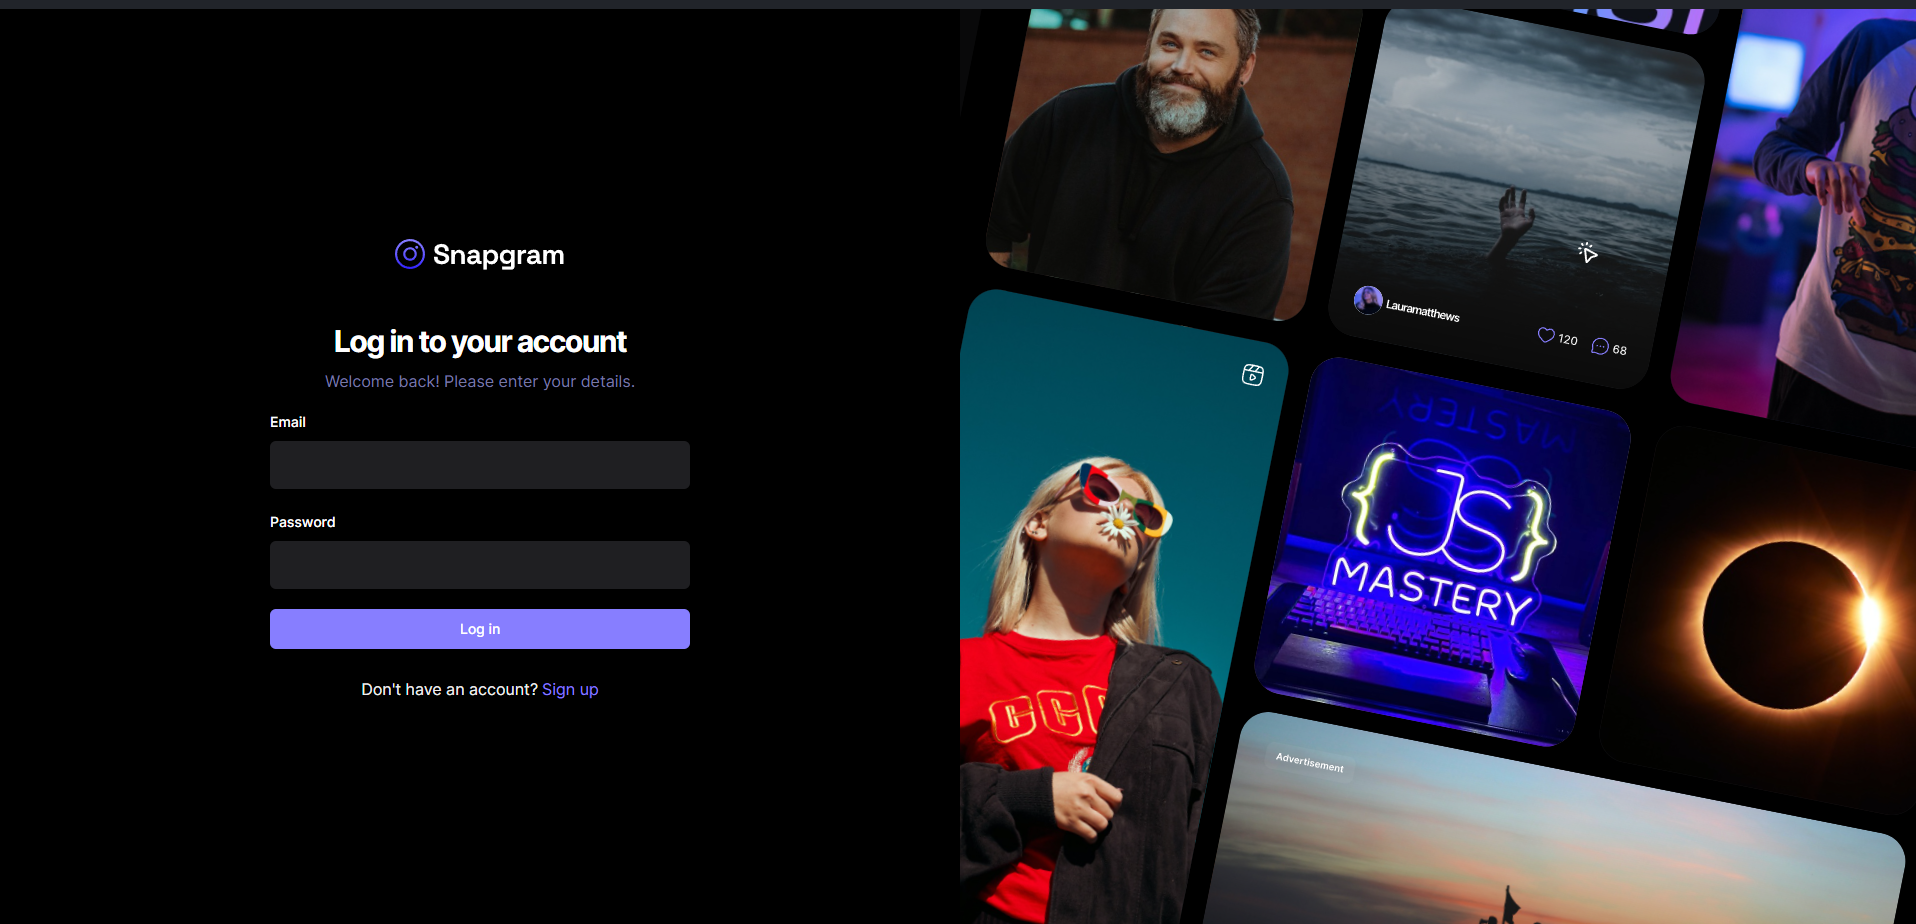 Snapgram
Log in to your account
Welcome back! Please enter your details.
Email
Password
Log in
Don't have an account? Sign up
Lauramatthews
120
68
MASTERY
{JS}
MASTERY
CCC
Advertisement